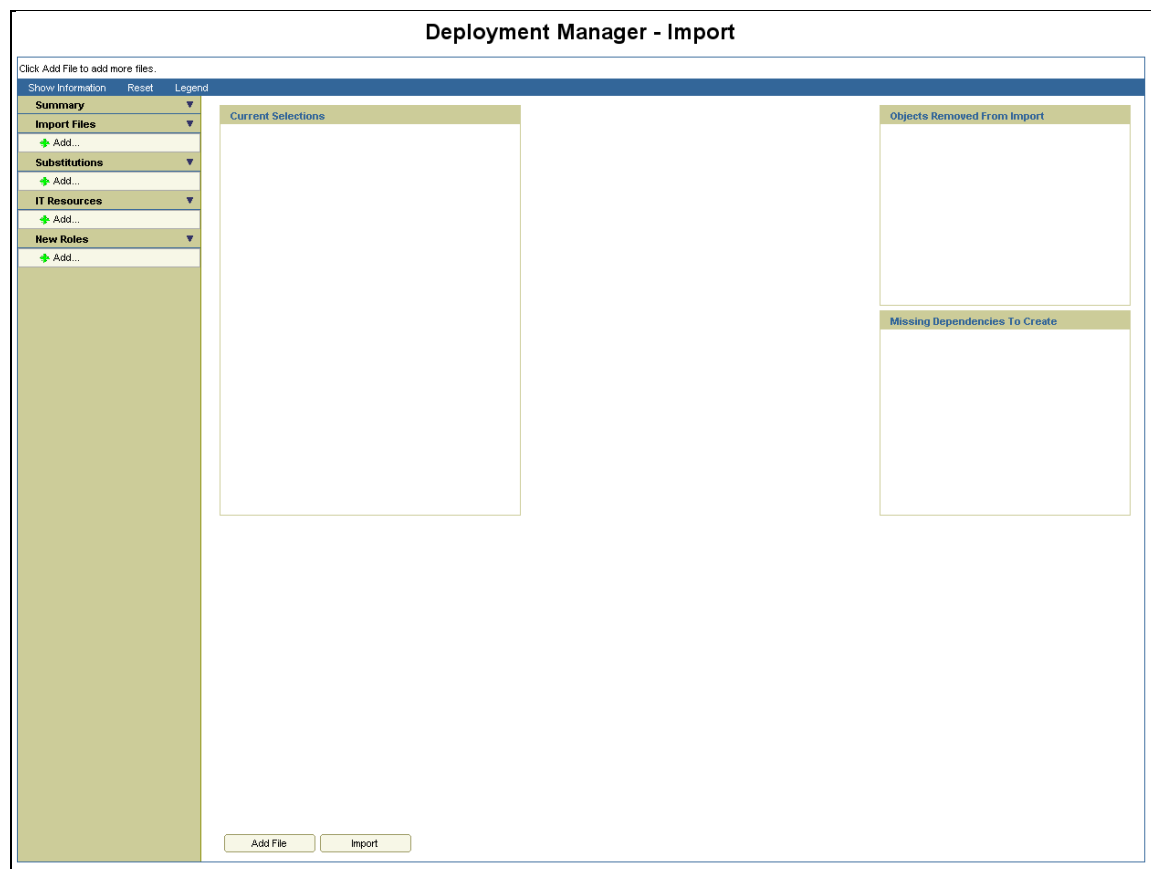 Deployment Manager - Import
Click Add File to add more files.
Show Information Reset Legend
Summary
Import Files
Add...
Substitutions
Add...
IT Resources
Add...
New Roles
Add...
Current Selections
Objects Removed From Import
Missing Dependencies To Create
Add File Import